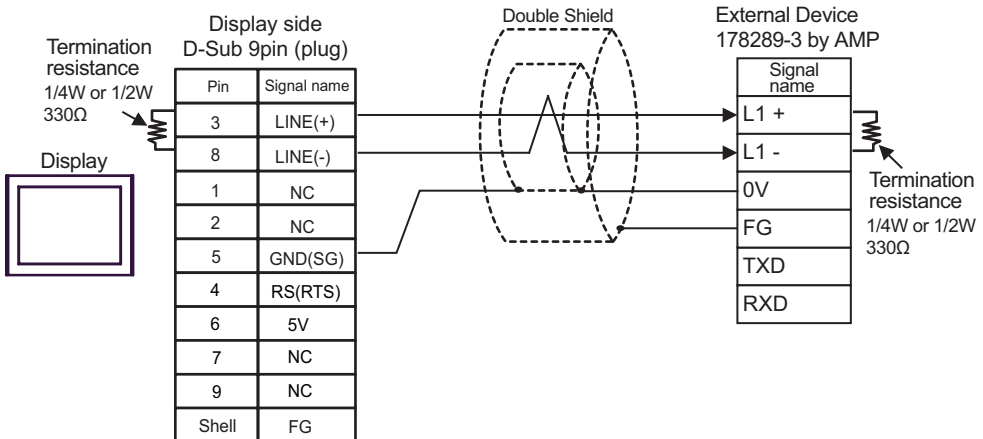 Display side
D-Sub 9pin (plug)
Double Shield
External Device
178289-3 by AMP
Termination
resistance
1/4W or 1/2W
330Ω
Display
Pin Signal name
3 LINE(+)
8 LINE(-)
1 NC
2 NC
5 GND(SG)
4 RS(RTS)
6 5V
7 NC
9 NC
Shell FG
Signal
name
L1 +
L1 -
0V
FG
TXD
RXD
Termination
resistance
1/4W or 1/2W
330Ω